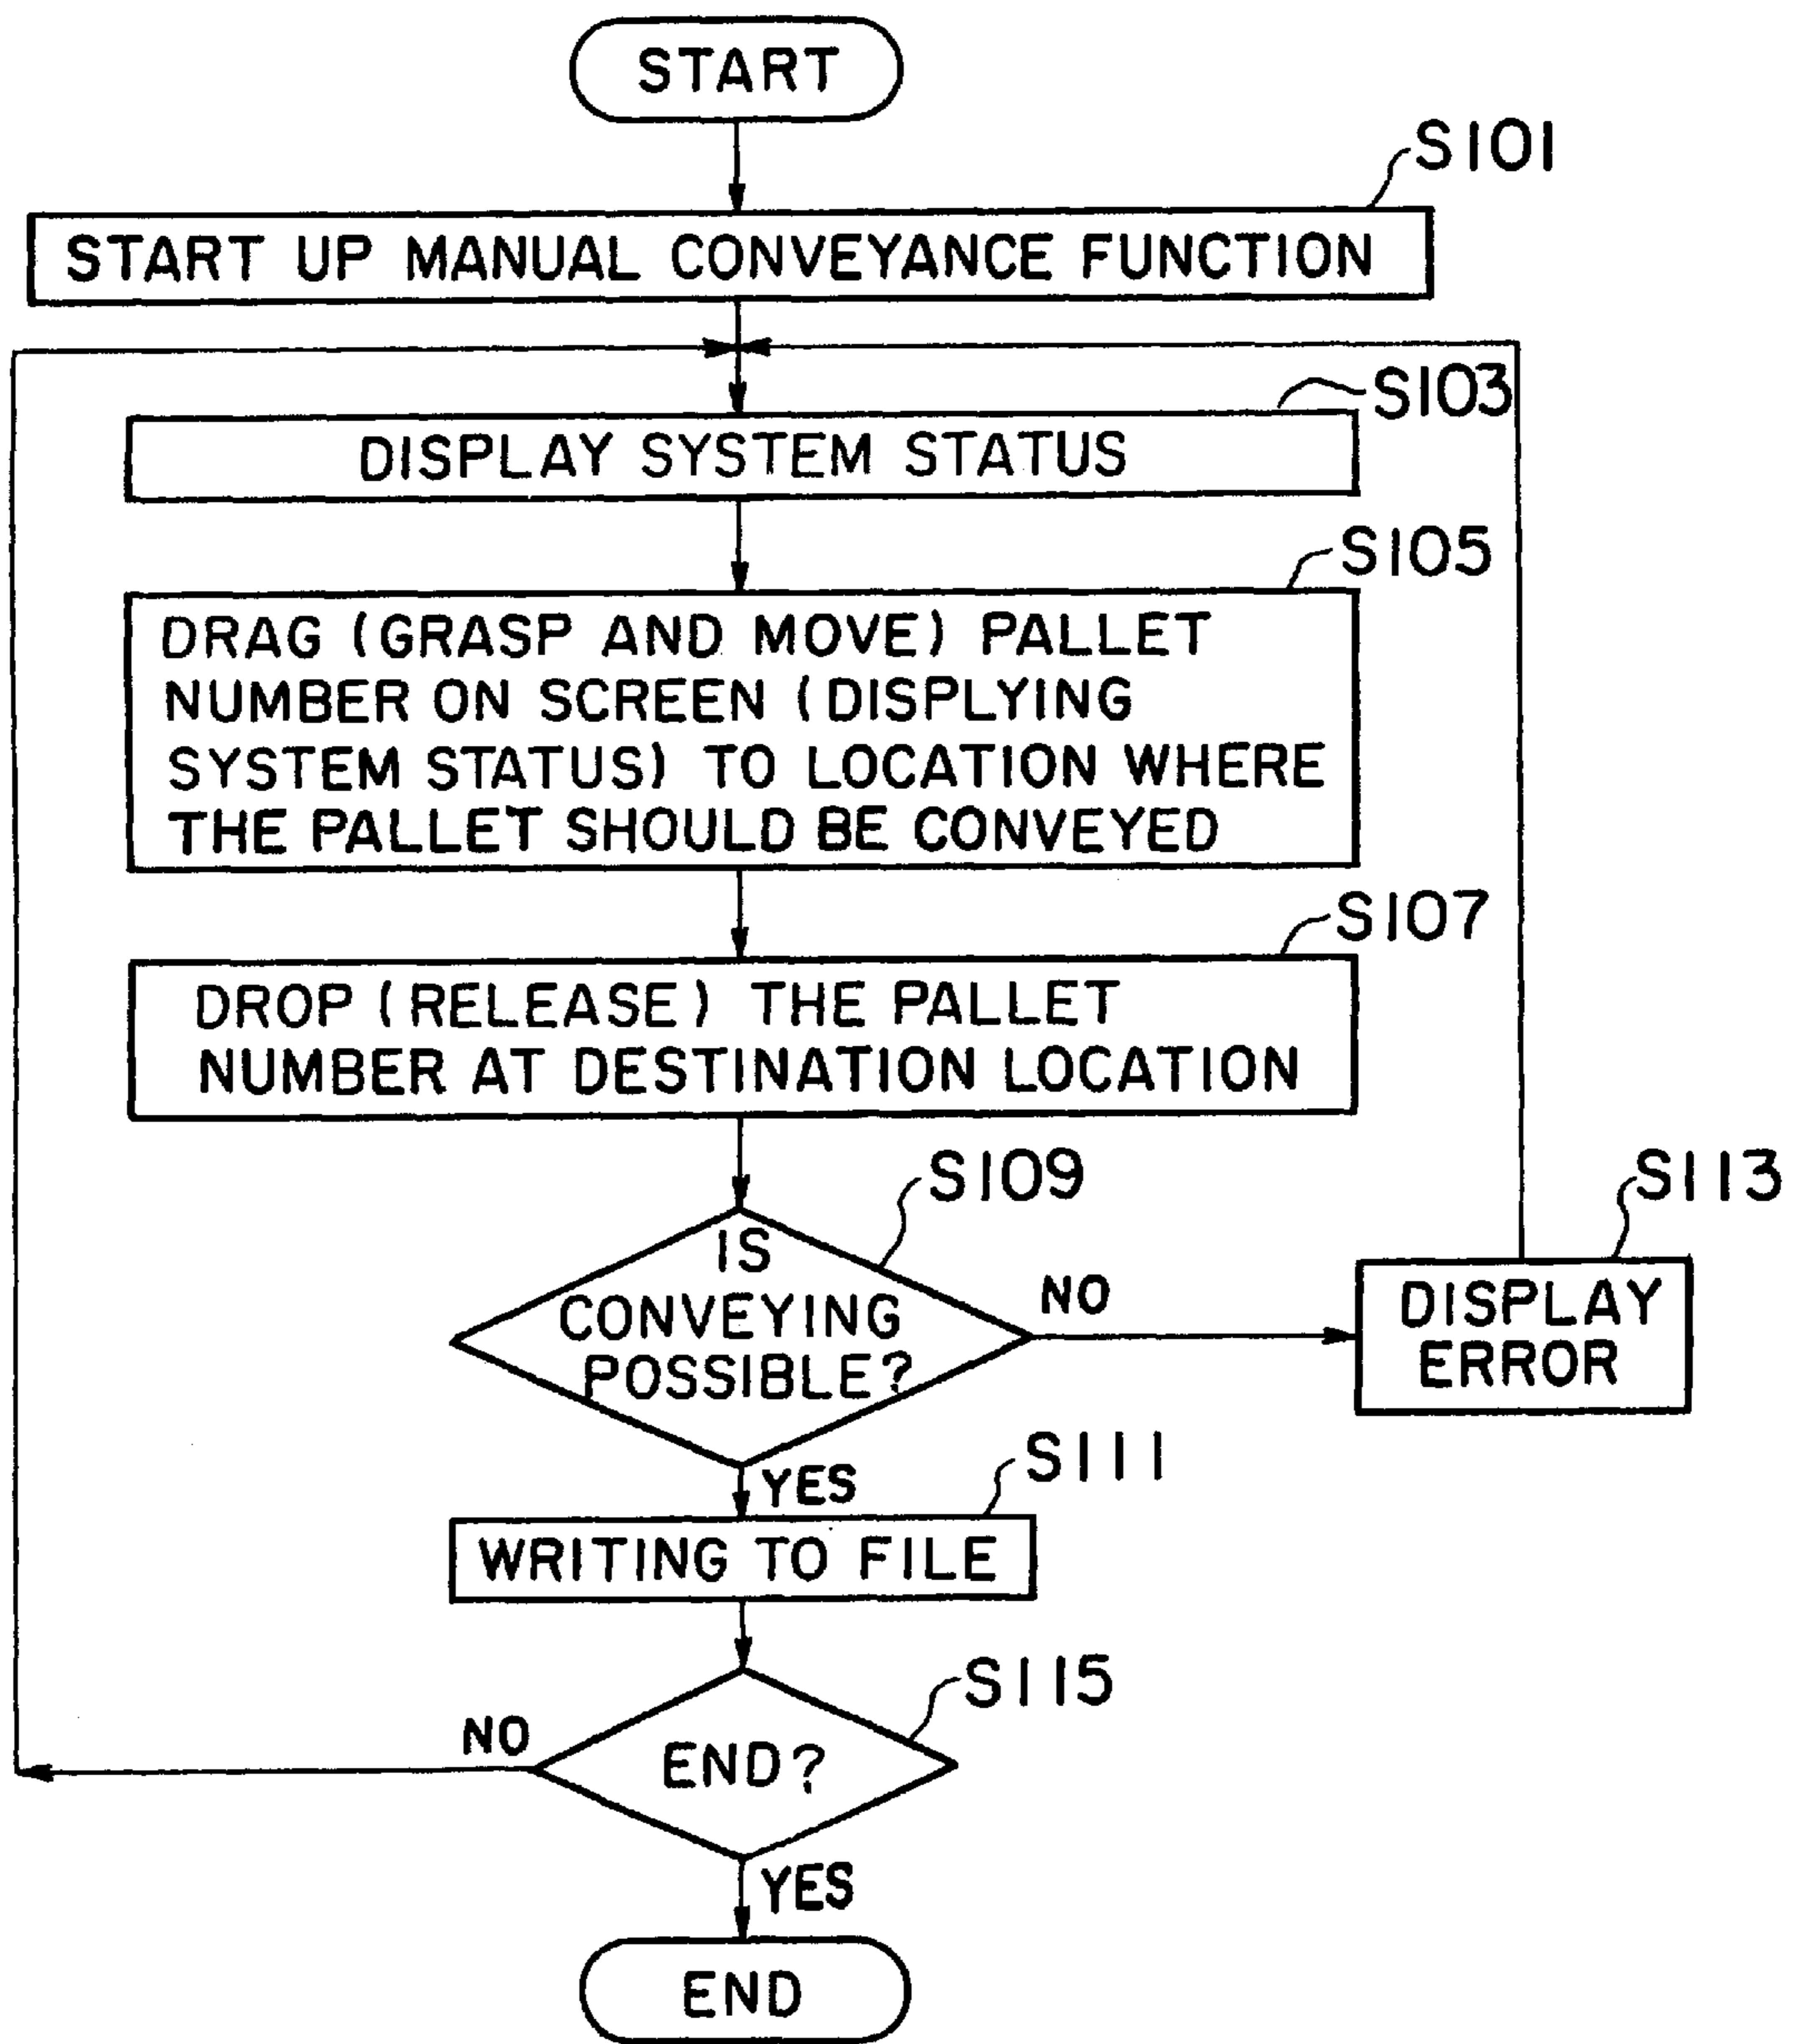 START
S101
START UP MANUAL CONVEYANCE FUNCTION
S103
DISPLAY SYSTEM STATUS
S105
DRAG (GRASP AND MOVE) PALLET
NUMBER ON SCREEN (DISPLYING
SYSTEM STATUS) TO LOCATION WHERE
THE PALLET SHOULD BE CONVEYED
S107
DROP (RELEASE) THE PALLET
NUMBER AT DESTINATION LOCATION
S109
S113
IS
CONVEYING
POSSIBLE?
NO
DISPLAY
ERROR
YES
S111
WRITING TO FILE
S115
NO
END?
YES
END